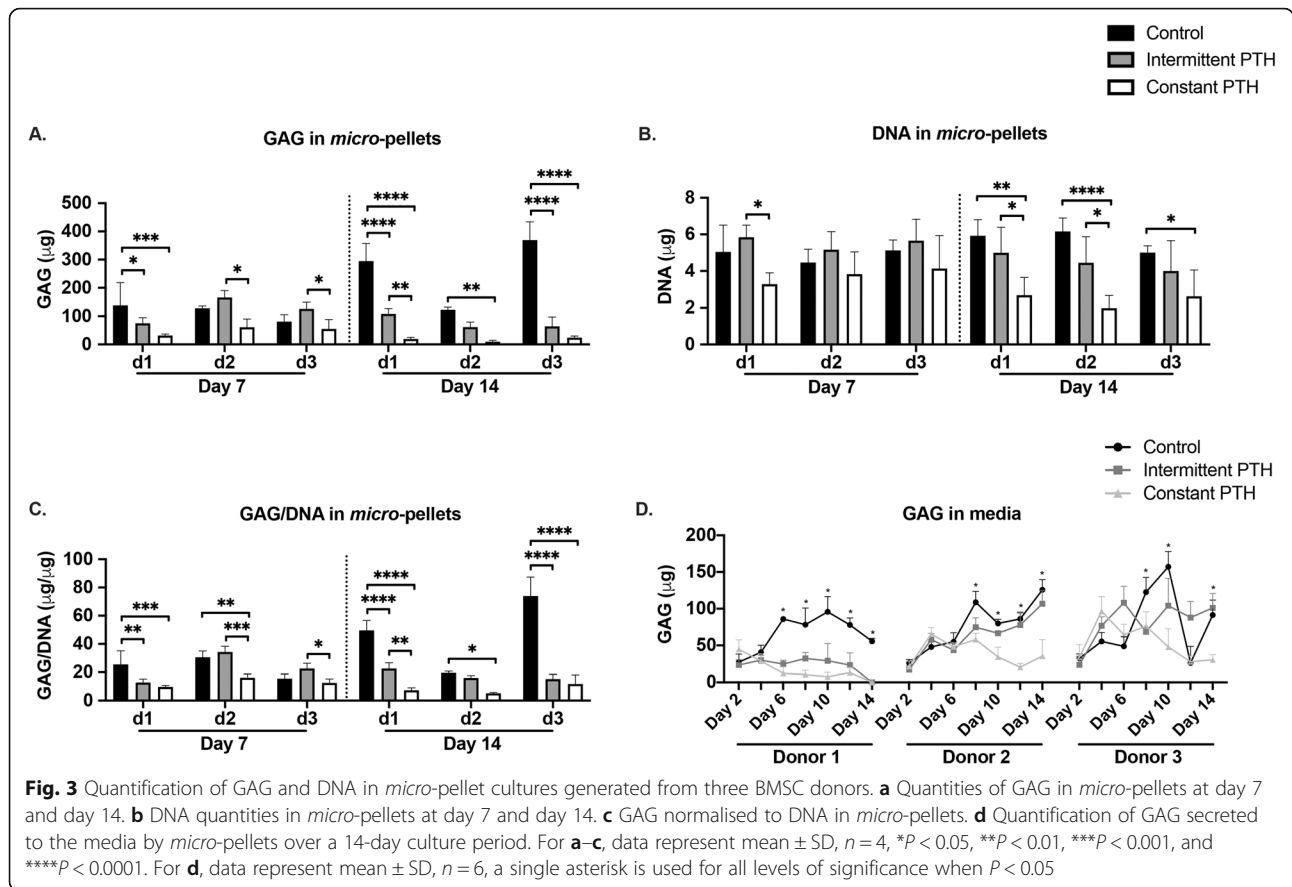 Control
Intermittent PTH
Constant PTH
A.
GAG in micro-pellets
GAG (µg)
500
400
300
200
100
0
***
*
*
*
****
****
**
**
****
****
d1 d2 d3 d1 d2 d3
Day 7 Day 14
B.
DNA in micro-pellets
DNA (µg)
8
6
4
2
0
*
**
*
****
*
*
d1 d2 d3 d1 d2 d3
Day 7 Day 14
C.
GAG/DNA in micro-pellets
GAG/DNA (µg/µg)
100
80
60
40
20
0
***
**
**
***
*
****
****
**
*
****
****
d1 d2 d3 d1 d2 d3
Day 7 Day 14
Control
Intermittent PTH
Constant PTH
D.
GAG in media
GAG (µg)
200
150
100
50
0
* * * * * * * * * * * *
Day 2 Day 6 Day 10 Day 14 Day 2 Day 6 Day 10 Day 14 Day 2 Day 6 Day 10 Day 14
Donor 1 Donor 2 Donor 3
Fig. 3 Quantification of GAG and DNA in micro-pellet cultures generated from three BMSC donors. a Quantities of GAG in micro-pellets at day 7
and day 14. b DNA quantities in micro-pellets at day 7 and day 14. c GAG normalised to DNA in micro-pellets. d Quantification of GAG secreted
to the media by micro-pellets over a 14-day culture period. For a–c, data represent mean ± SD, n = 4, *P < 0.05, **P < 0.01, ***P < 0.001, and
****P < 0.0001. For d, data represent mean ± SD, n = 6, a single asterisk is used for all levels of significance when P < 0.05